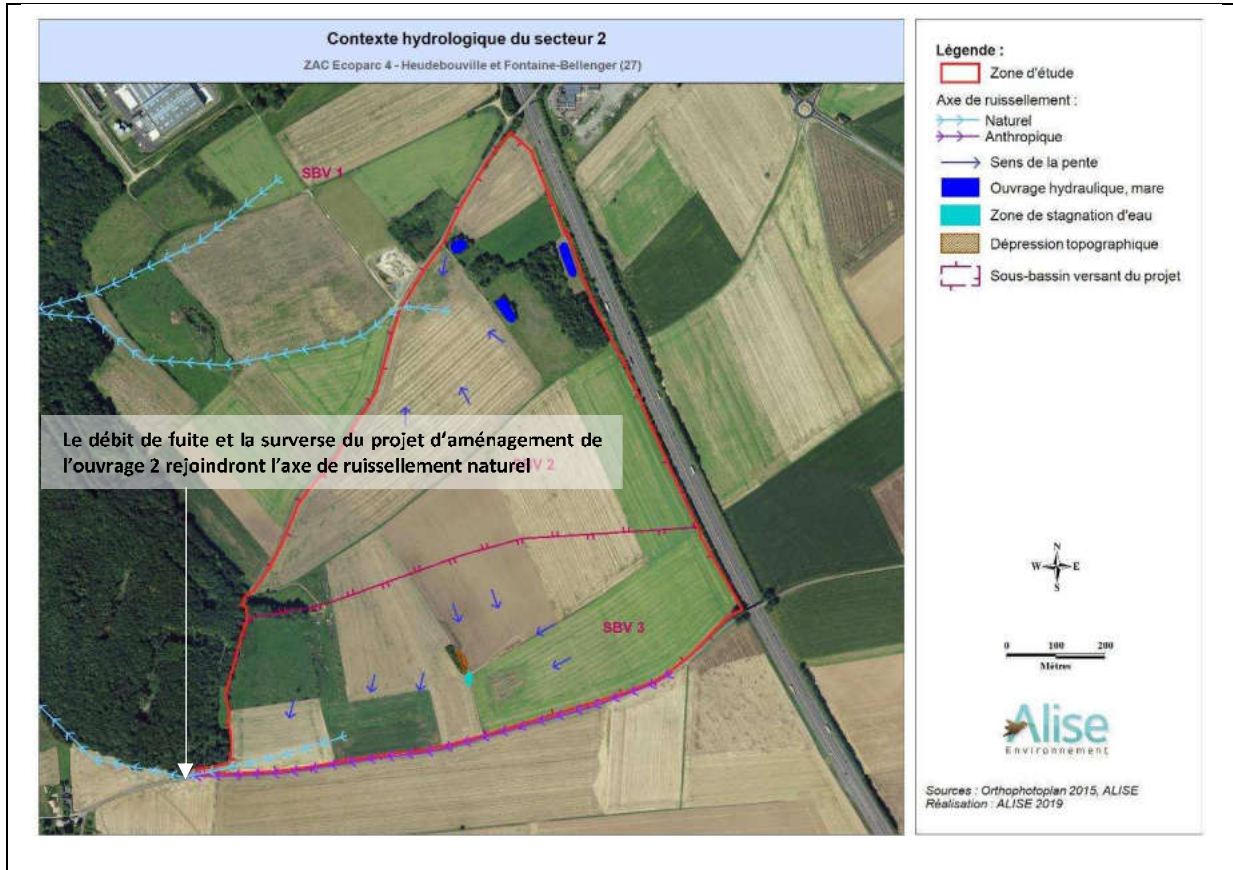 Contexte hydrologique du secteur 2
ZAC Ecoparc 4 - Heudebouville et Fontaine-Bellenger (27)
SBV 1
Le débit de fuite et la surverse du projet d'aménagement de
l'ouvrage 2 rejoindront l'axe de ruissellement naturel
SBV 2
SBV 3
Légende :
Zone d'étude
Axe de ruissellement :
Naturel
Anthropique
Sens de la pente
Ouvrage hydraulique, mare
Zone de stagnation d'eau
Dépression topographique
Sous-bassin versant du projet
N
W E
S
0 100 200
Mètres
Alise
Environnement
Sources : Orthophotoplan 2015, ALISE
Réalisation : ALISE 2019